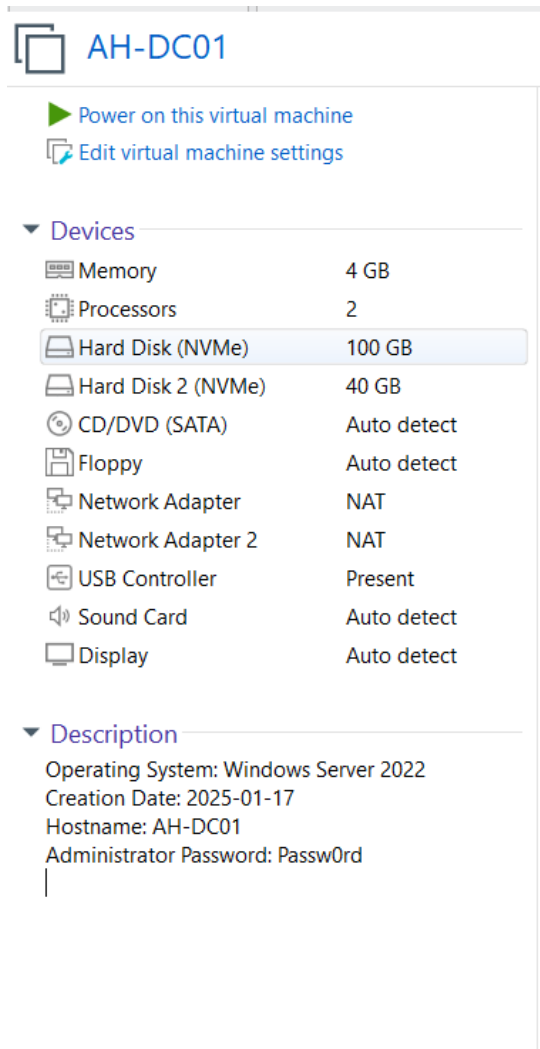 AH-DC01
Power on this virtual machine
Edit virtual machine settings
Devices
Memory 4 GB
Processors 2
Hard Disk (NVMe) 100 GB
Hard Disk 2 (NVMe) 40 GB
CD/DVD (SATA) Auto detect
Floppy Auto detect
Network Adapter NAT
Network Adapter 2 NAT
USB Controller Present
Sound Card Auto detect
Display Auto detect
Description
Operating System: Windows Server 2022
Creation Date: 2025-01-17
Hostname: AH-DC01
Administrator Password: Passw0rd